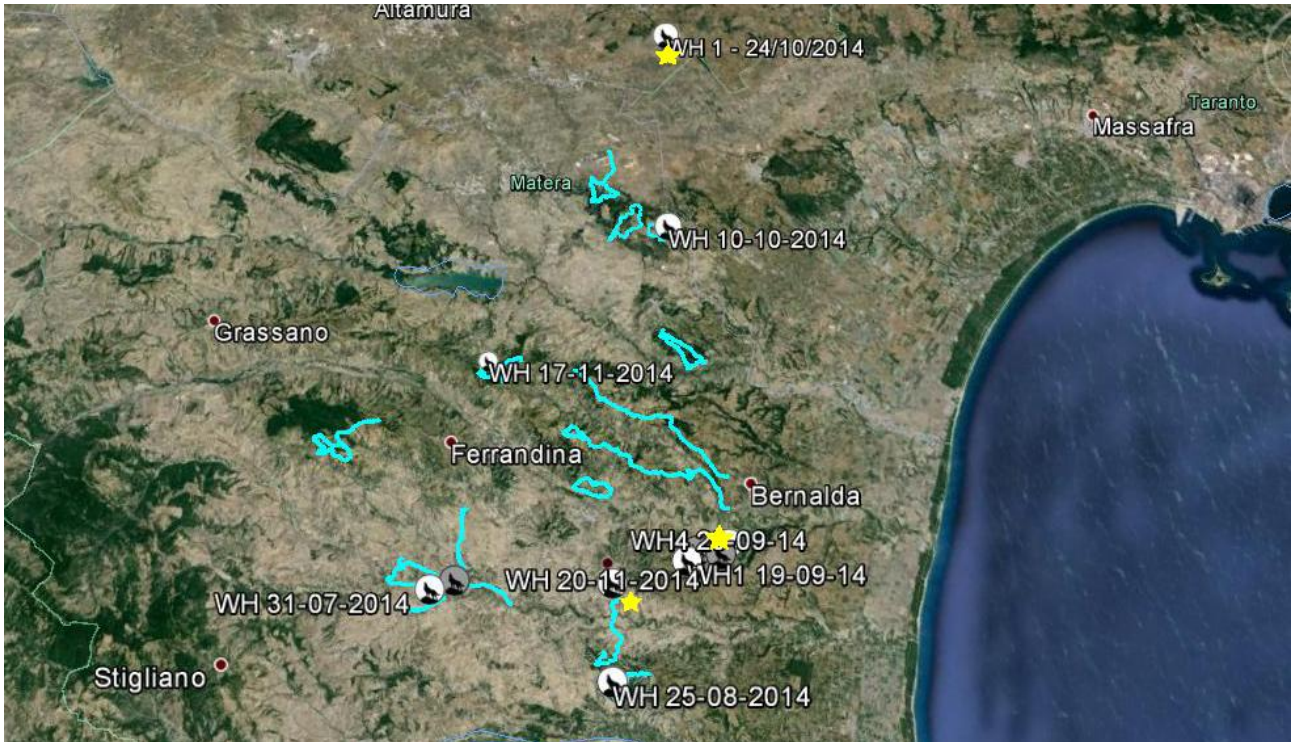 Altamura
WH 1 - 24/10/2014
Taranto
Massafra
Matera
WH 10-10-2014
Grassano
WH 17-11-2014
Ferrandina
Bernalda
WH4 2 -09-14
WH 20-11-2014
WH1 19-09-14
WH 31-07-2014
Stigliano
WH 25-08-2014